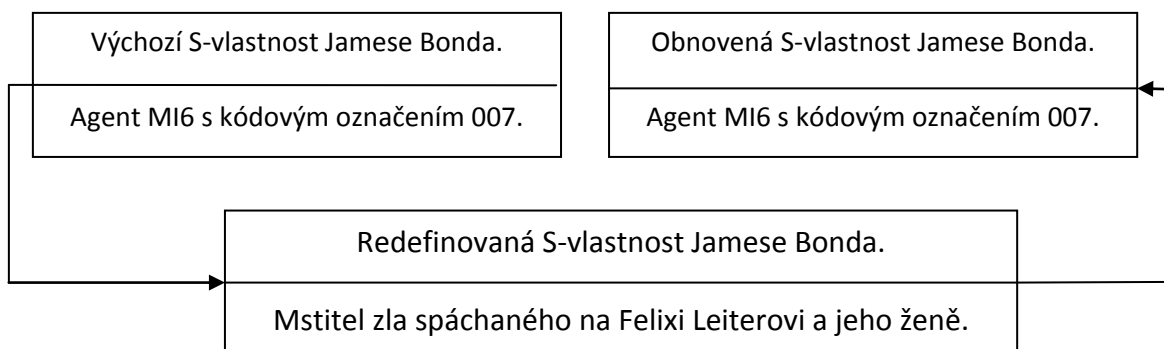 Výchozí S-vlastnost Jamese Bonda.
Agent MI6 s kódovým označením 007.
Obnovená S-vlastnost Jamese Bonda.
Agent MI6 s kódovým označením 007.
Redefinovaná S-vlastnost Jamese Bonda.
Mstitel zla spáchaného na Felixi Leiterovi a jeho ženě.